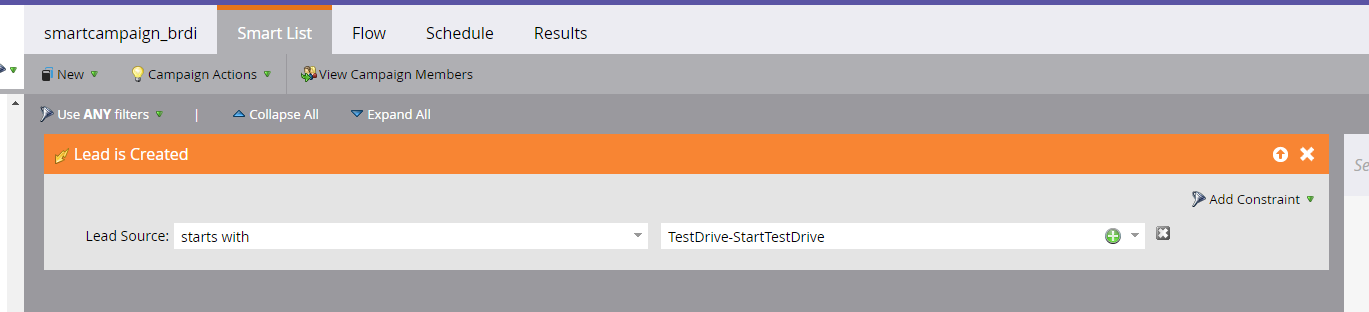 smartcampaign_brdi Smart List Flow Schedule Results
New Campaign Actions View Campaign Members
Use ANY filters | Collapse All Expand All
Lead is Created
Se
Add Constraint
Lead Source: starts with TestDrive-StartTestDrive